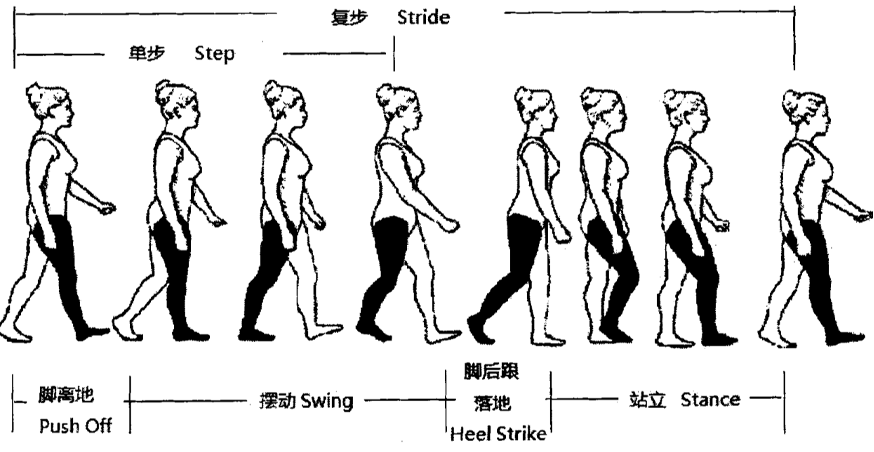 复步 Stride
单步 Step
脚离地
Push Off
摆动 Swing
脚后跟
落地
Heel Strike
站立 Stance